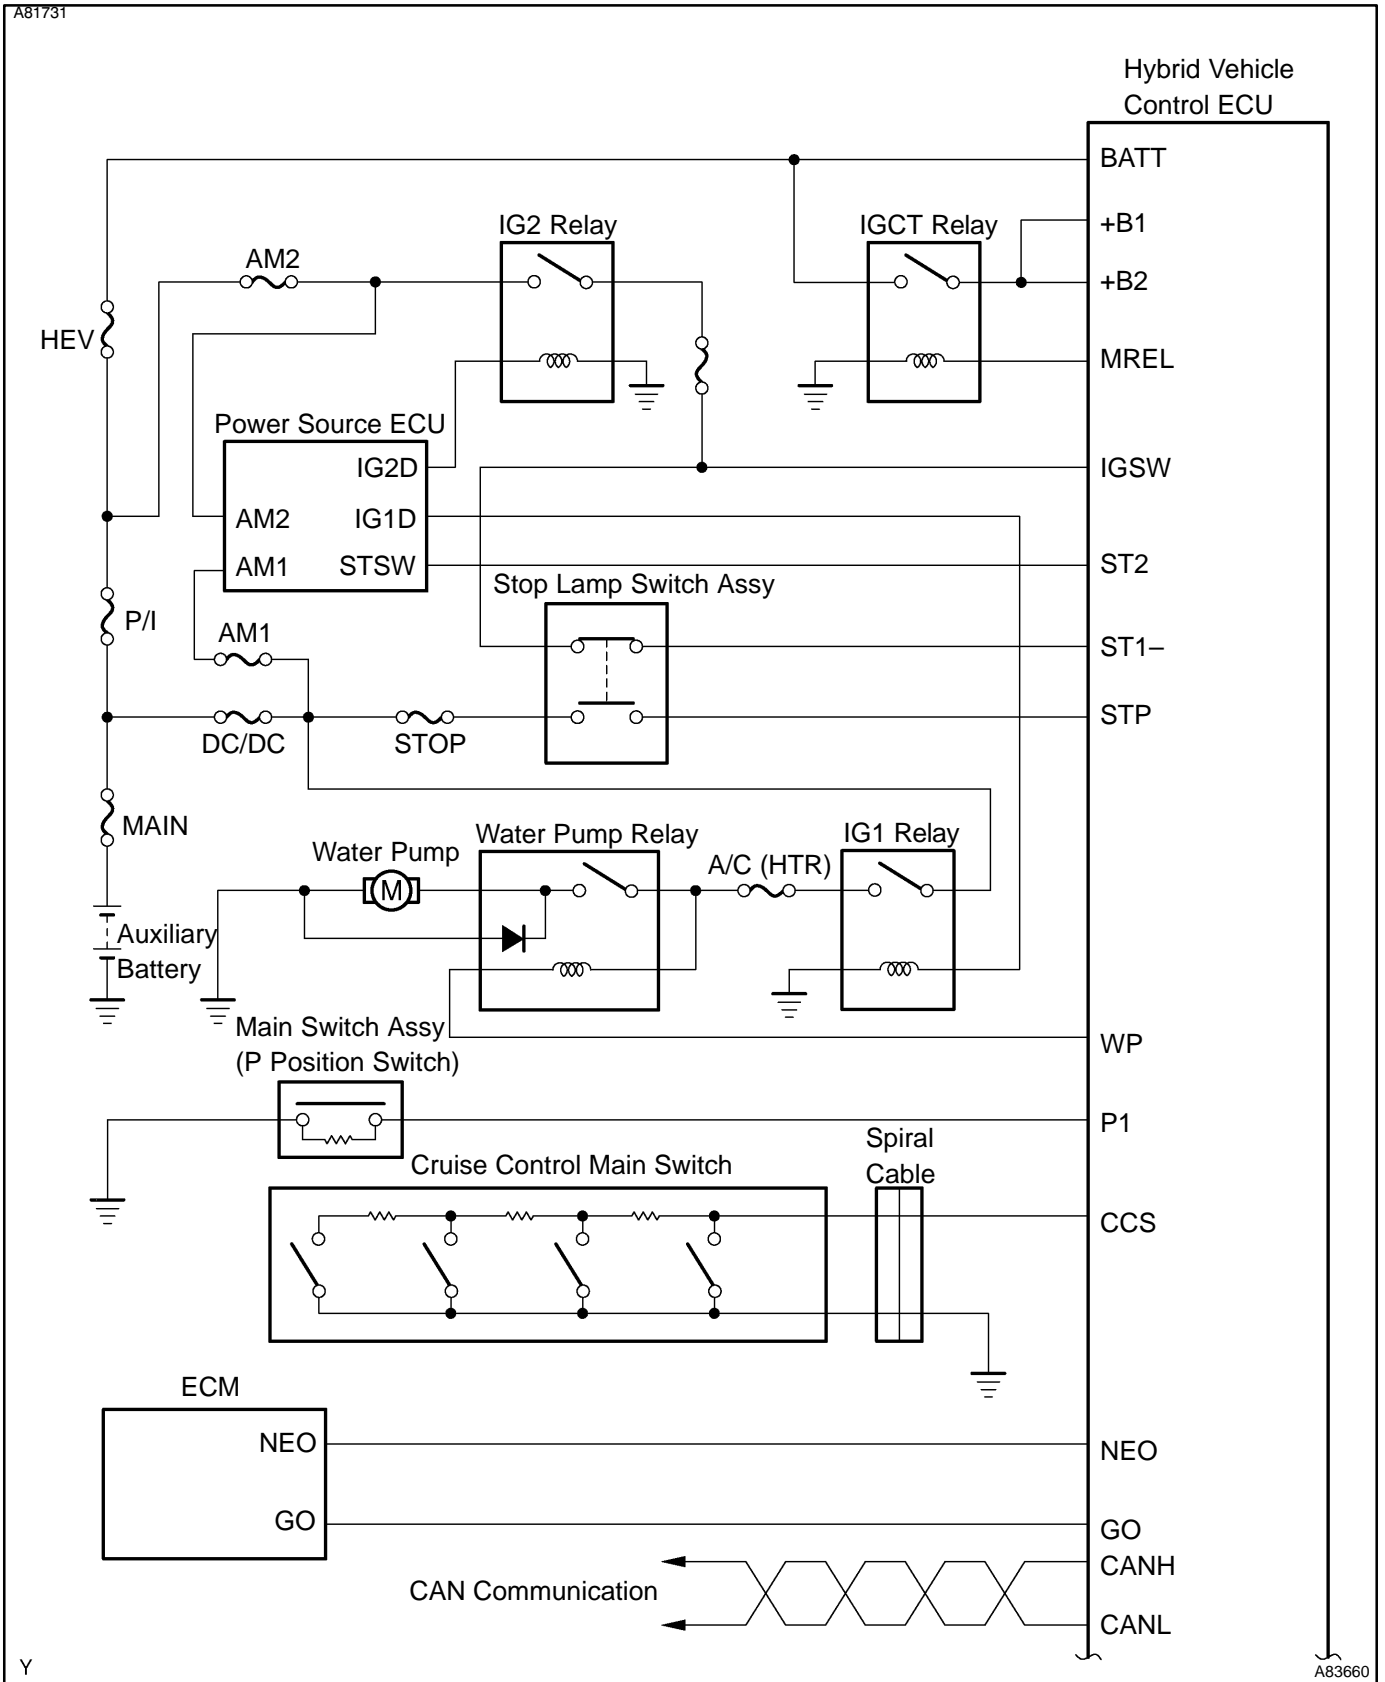 A81731
Hybrid Vehicle
Control ECU
BATT
IG2 Relay
IGCT Relay
+B1
AM2
+B2
HEV
MREL
Power Source ECU
IG2D
IGSW
AM2
IG1D
AM1
STSW
ST2
Stop Lamp Switch Assy
P/I
AM1
ST1–
STP
DC/DC
STOP
MAIN
Water Pump Relay
IG1 Relay
Water Pump
A/C (HTR)
M
Auxiliary
Battery
Main Switch Assy
(P Position Switch)
WP
P1
Spiral
Cable
Cruise Control Main Switch
CCS
ECM
NEO
NEO
GO
GO
CANH
CAN Communication
CANL
Y
A83660